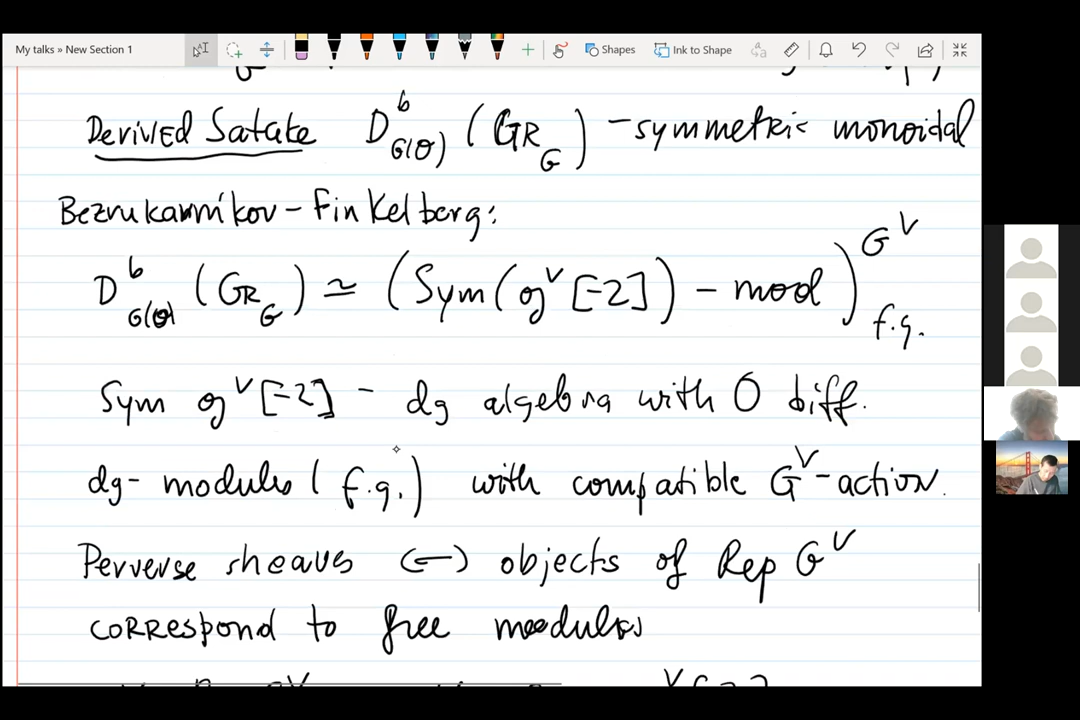 My talks » New Section 1
Shapes
Ink to Shape
Derived Satake D^b_{G(O)} (GR_G) - symmetric monoidal
Bezrukavnikov - Finkelberg:
D^b_{G(O)} (GR_G) ≃ (Sym(g^∨[-2]) - mod)^{G^∨}_{f.g.}
Sym g^∨[-2] - dg algebra with 0 diff.
dg-modules (f.g.) with compatible G^∨-action.
Perverse sheaves ↔ objects of Rep G^∨
correspond to free modules